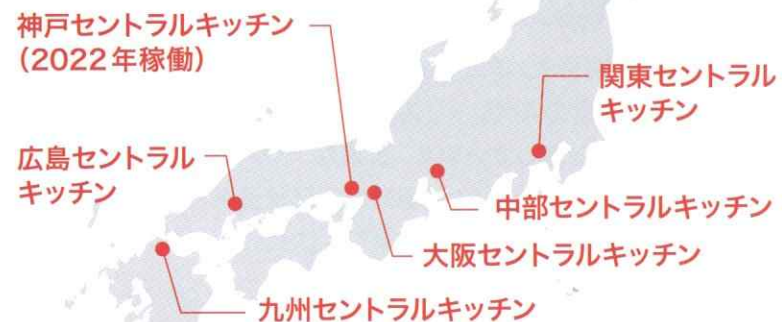 神戸セントラルキッチン
(2022年稼働)
関東セントラル
キッチン
広島セントラル
キッチン
中部セントラルキッチン
大阪セントラルキッチン
九州セントラルキッチン